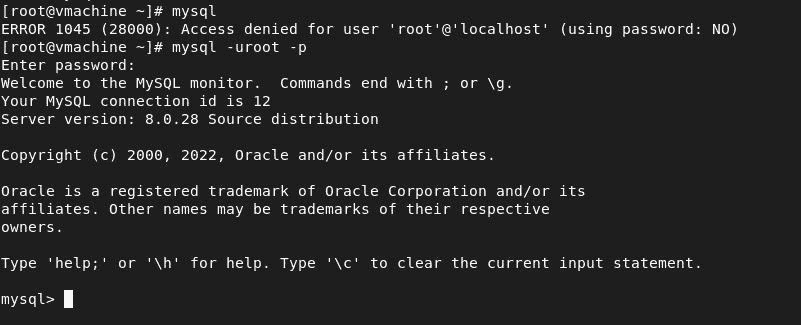 [root@vmachine ~]# mysql
ERROR 1045 (28000): Access denied for user 'root'@'localhost' (using password: NO)
[root@vmachine ~]# mysql -uroot -p
Enter password:
Welcome to the MySQL monitor.  Commands end with ; or \g.
Your MySQL connection id is 12
Server version: 8.0.28 Source distribution

Copyright (c) 2000, 2022, Oracle and/or its affiliates.

Oracle is a registered trademark of Oracle Corporation and/or its
affiliates. Other names may be trademarks of their respective
owners.

Type 'help;' or '\h' for help. Type '\c' to clear the current input statement.

mysql>